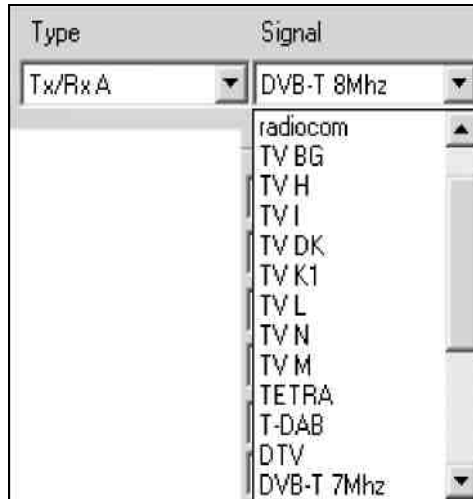 Type Signal
Tx/Rx A DVB-T 8Mhz
radiocom
TV BG
TV H
TV I
TV DK
TV K1
TV L
TV N
TV M
TETRA
T-DAB
DTV
DVB-T 7Mhz